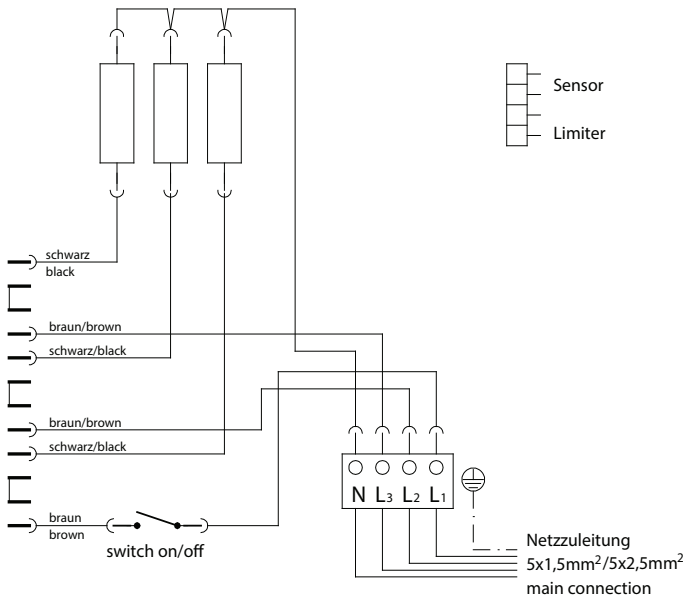 Sensor
Limiter
schwarz
black
braun/brown
schwarz/black
braun/brown
schwarz/black
braun
brown
switch on/off
N L3 L2 L1
Netzzuleitung
5x1,5mm²/5x2,5mm²
main connection